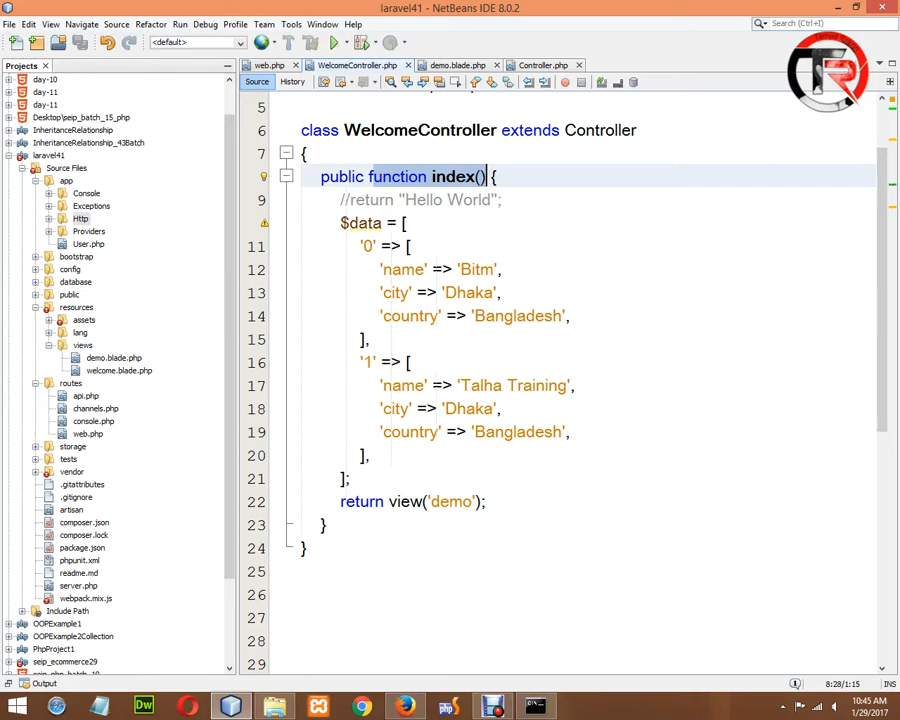 laravel41 - NetBeans IDE 8.0.2
File Edit View Navigate Source Refactor Run Debug Profile Team Tools Window Help
Search (Ctrl+I)
<default>
Projects
web.php WelcomeController.php demo.blade.php Controller.php
Source History
day-10
day-11
day-11
Desktop\seip_batch_15_php
InheritanceRelationship
InheritanceRelationship_43Batch
laravel41
Source Files
app
Console
Exceptions
Http
Providers
User.php
bootstrap
config
database
public
resources
assets
lang
views
demo.blade.php
welcome.blade.php
routes
api.php
channels.php
console.php
web.php
storage
tests
vendor
.gitattributes
.gitignore
artisan
composer.json
composer.lock
package.json
phpunit.xml
readme.md
server.php
webpack.mix.js
Include Path
OOPExample1
OOPExample2Collection
PhpProject1
seip_ecommerce29
seip_php_batch_10
5
6 class WelcomeController extends Controller
7 {
public function index() {
9 //return "Hello World";
$data = [
11 '0' => [
12 'name' => 'Bitm',
13 'city' => 'Dhaka',
14 'country' => 'Bangladesh',
15 ],
16 '1' => [
17 'name' => 'Talha Training',
18 'city' => 'Dhaka',
19 'country' => 'Bangladesh',
20 ],
21 ];
22 return view('demo');
23 }
24 }
25
26
27
28
29
Output
8:28/1:15 INS
Dw
php
10:45 AM
1/29/2017